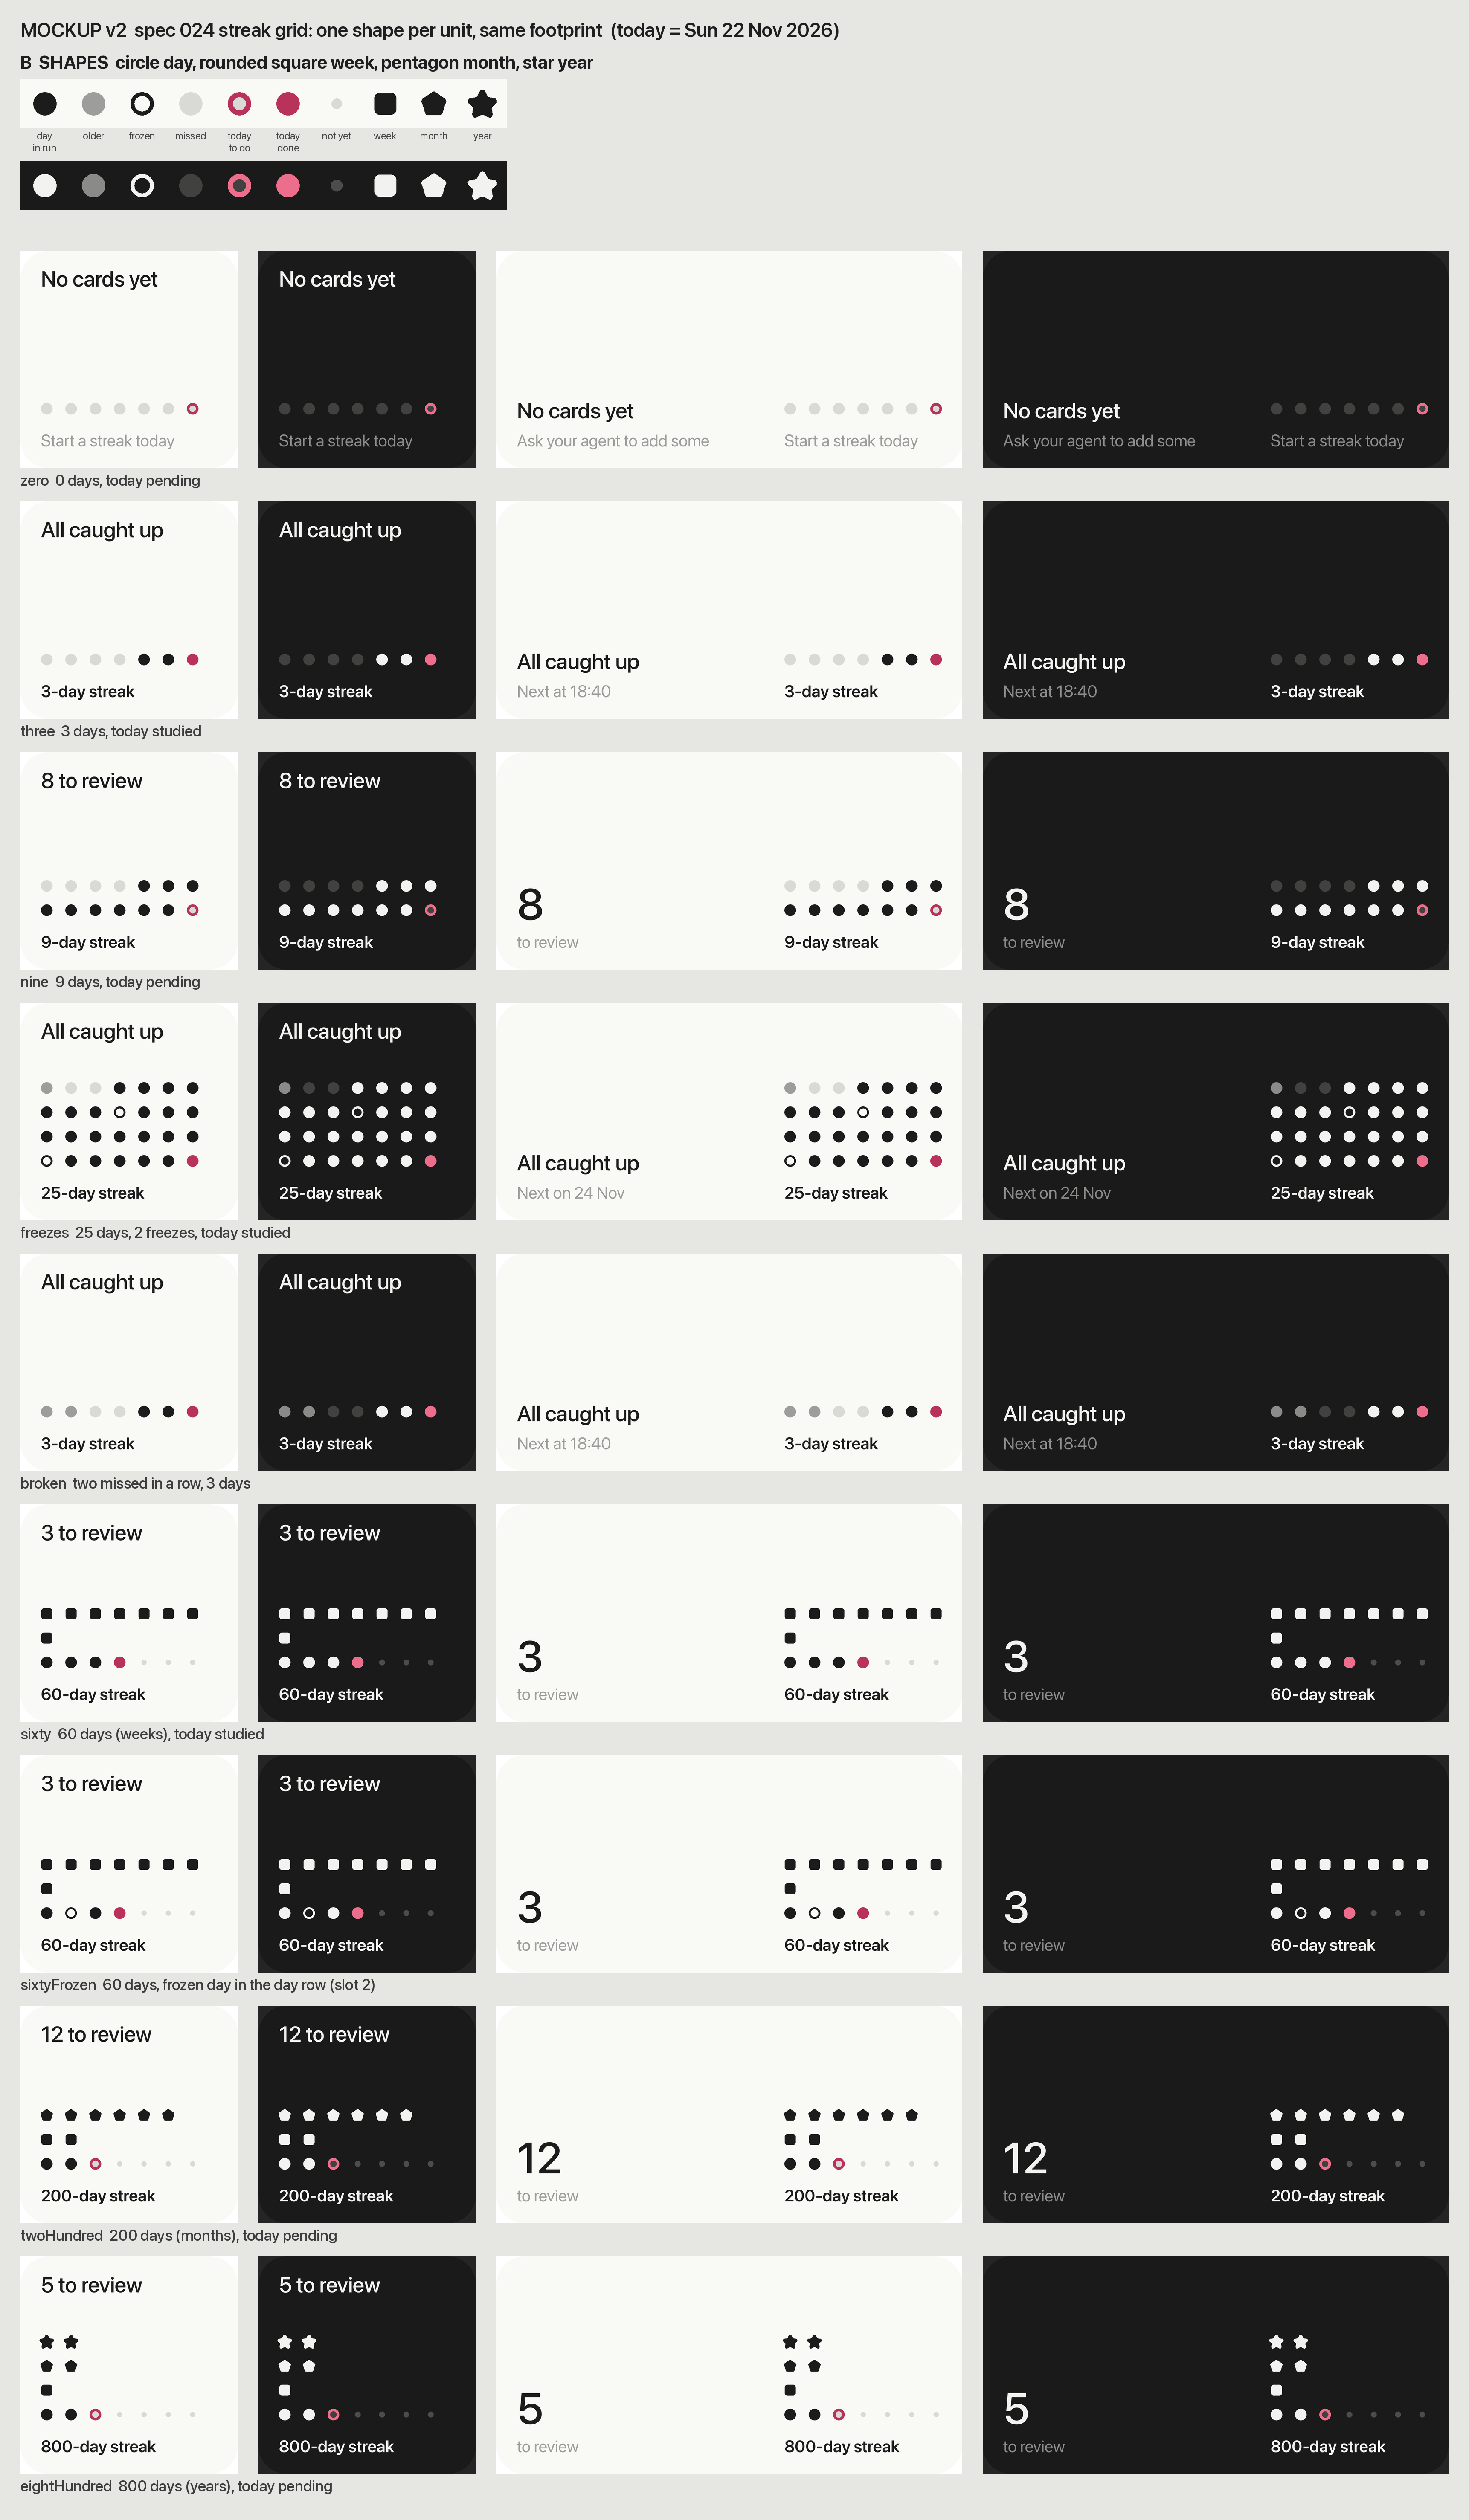 MOCKUP v2 spec 024 streak grid: one shape per unit, same footprint (today = Sun 22 Nov 2026)
B SHAPES circle day, rounded square week, pentagon month, star year
day in run
older
frozen
missed
today to do
today done
not yet
week
month
year
No cards yet
Start a streak today
No cards yet
Start a streak today
No cards yet
Ask your agent to add some
Start a streak today
No cards yet
Ask your agent to add some
Start a streak today
zero 0 days, today pending
All caught up
3-day streak
All caught up
3-day streak
All caught up
Next at 18:40
3-day streak
All caught up
Next at 18:40
3-day streak
three 3 days, today studied
8 to review
9-day streak
8 to review
9-day streak
8
to review
9-day streak
8
to review
9-day streak
nine 9 days, today pending
All caught up
25-day streak
All caught up
25-day streak
All caught up
Next on 24 Nov
25-day streak
All caught up
Next on 24 Nov
25-day streak
freezes 25 days, 2 freezes, today studied
All caught up
3-day streak
All caught up
3-day streak
All caught up
Next at 18:40
3-day streak
All caught up
Next at 18:40
3-day streak
broken two missed in a row, 3 days
3 to review
60-day streak
3 to review
60-day streak
3
to review
60-day streak
3
to review
60-day streak
sixty 60 days (weeks), today studied
3 to review
60-day streak
3 to review
60-day streak
3
to review
60-day streak
3
to review
60-day streak
sixtyFrozen 60 days, frozen day in the day row (slot 2)
12 to review
200-day streak
12 to review
200-day streak
12
to review
200-day streak
12
to review
200-day streak
twoHundred 200 days (months), today pending
5 to review
800-day streak
5 to review
800-day streak
5
to review
800-day streak
5
to review
800-day streak
eightHundred 800 days (years), today pending